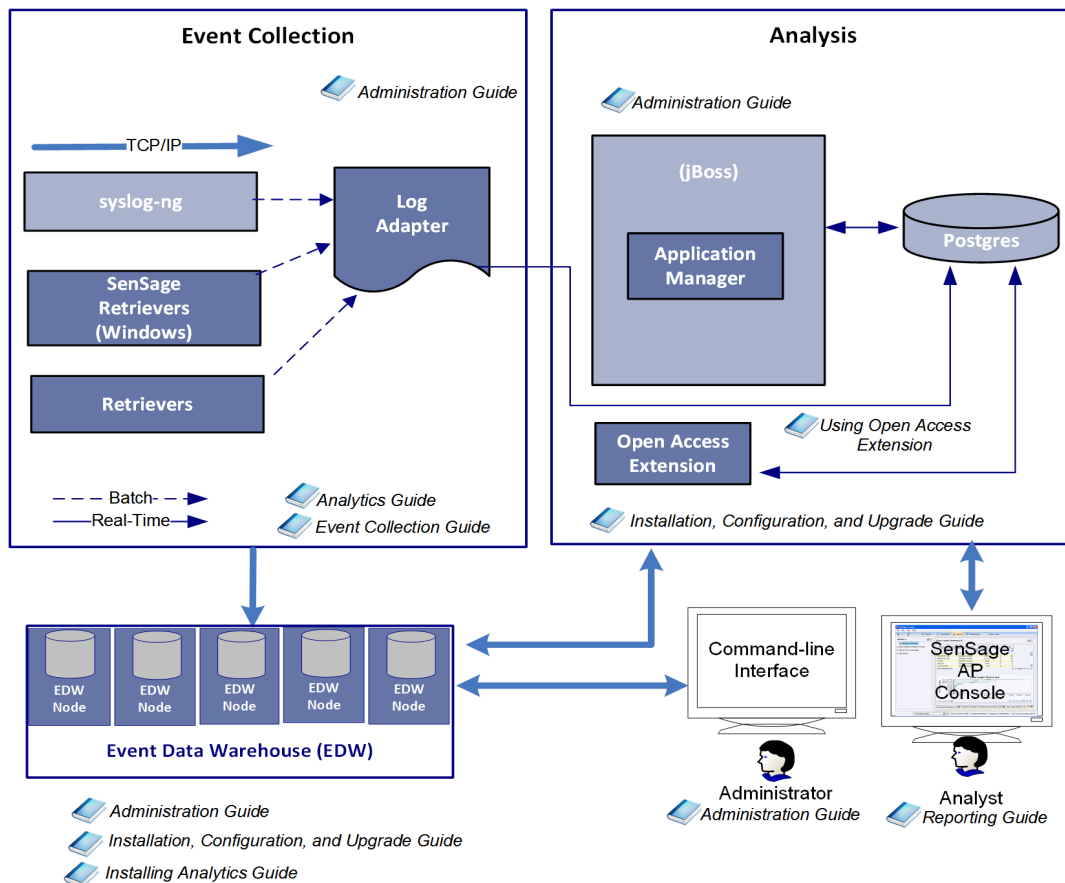 Event Collection
Administration Guide
TCP/IP
syslog-ng
Log
Adapter
SenSage
Retrievers
(Windows)
Retrievers
Batch
Real-Time
Analytics Guide
Event Collection Guide
Analysis
Administration Guide
(jBoss)
Application
Manager
Postgres
Using Open Access
Extension
Open Access
Extension
Installation, Configuration, and Upgrade Guide
EDW
Node
EDW
Node
EDW
Node
EDW
Node
EDW
Node
Event Data Warehouse (EDW)
Administration Guide
Installation, Configuration, and Upgrade Guide
Installing Analytics Guide
Command-line
Interface
Administrator
Administration Guide
SenSage
AP
Console
Analyst
Reporting Guide